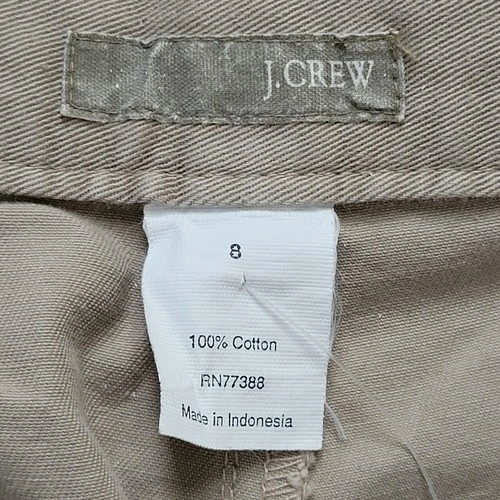 J.CREW
8
100% Cotton
RN77388
Made in Indonesia